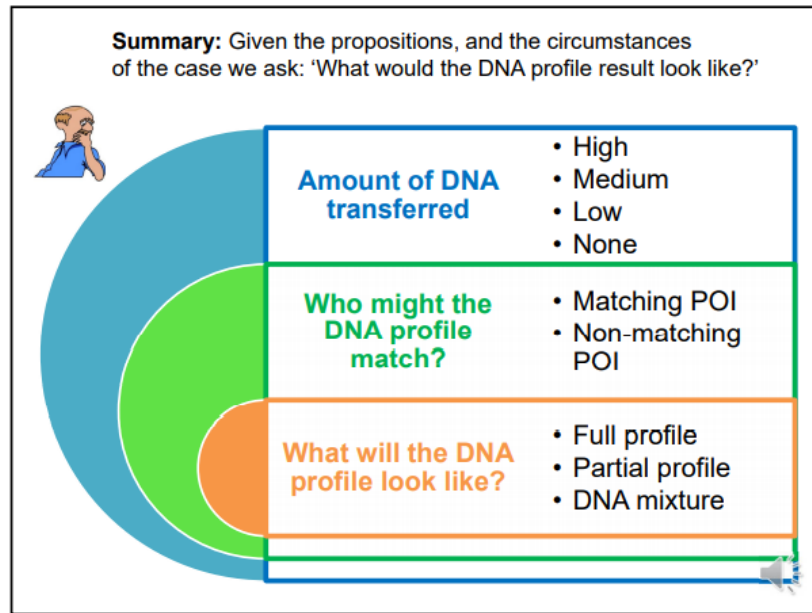 Summary: Given the propositions, and the circumstances
of the case we ask: ‘What would the DNA profile result look like?’
Amount of DNA
transferred
• High
• Medium
• Low
• None
Who might the
DNA profile
match?
• Matching POI
• Non-matching
POI
What will the DNA
profile look like?
• Full profile
• Partial profile
• DNA mixture